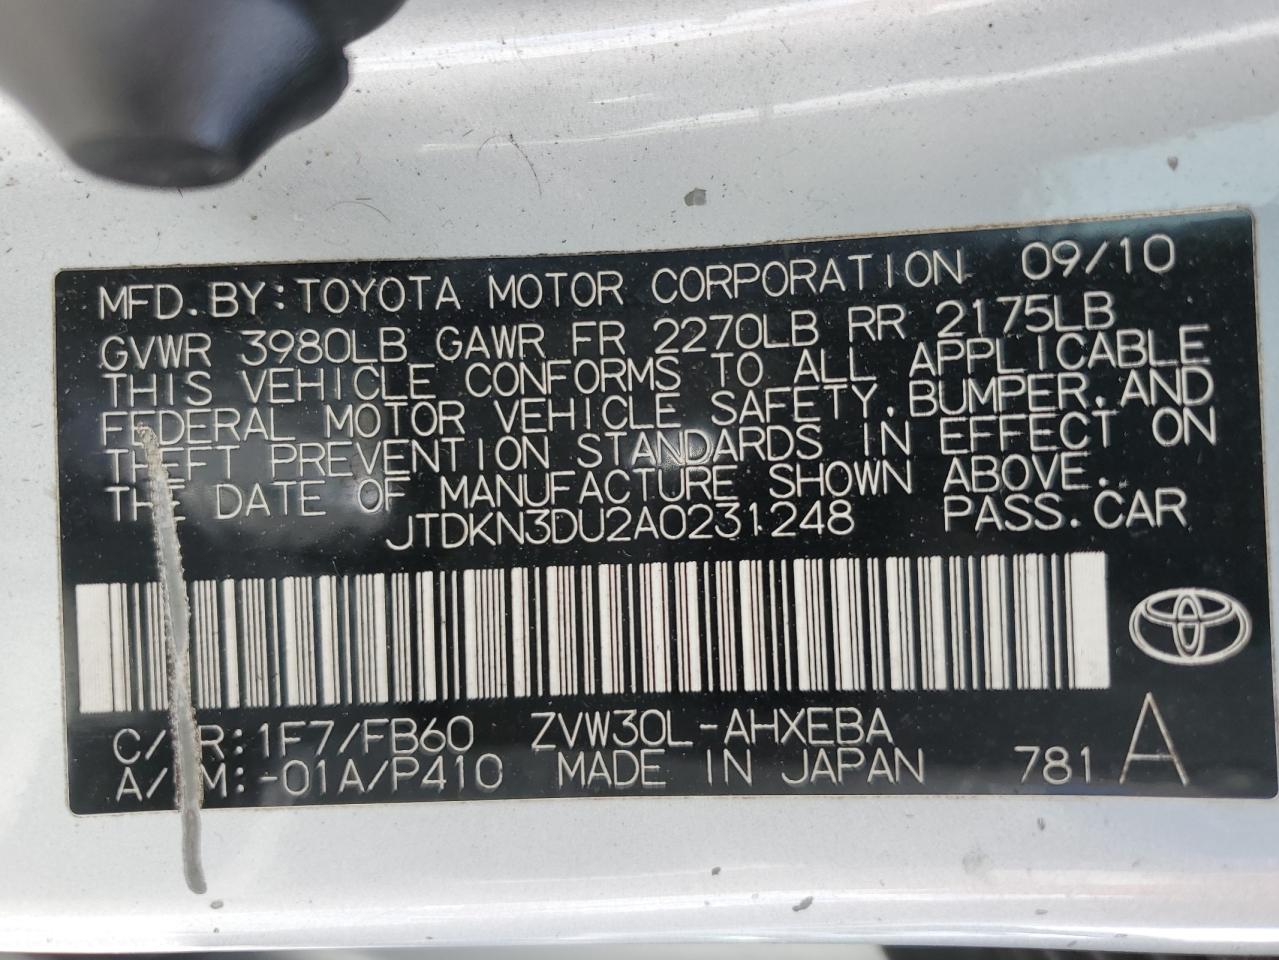 MFD.BY:TOYOTA MOTOR CORPORATION 09/10
GVWR 3980LB GAWR FR 2270LB RR 2175LB
THIS VEHICLE CONFORMS TO ALL APPLICABLE
FEDERAL MOTOR VEHICLE SAFETY,BUMPER,AND
THEFT PREVENTION STANDARDS IN EFFECT ON
THE DATE OF MANUFACTURE SHOWN ABOVE.
JTDKN3DU2A0231248 PASS.CAR
C/TR:1F7/FB60 ZVW30L-AHXEBA
A/TM:-01A/P410 MADE IN JAPAN 781 A